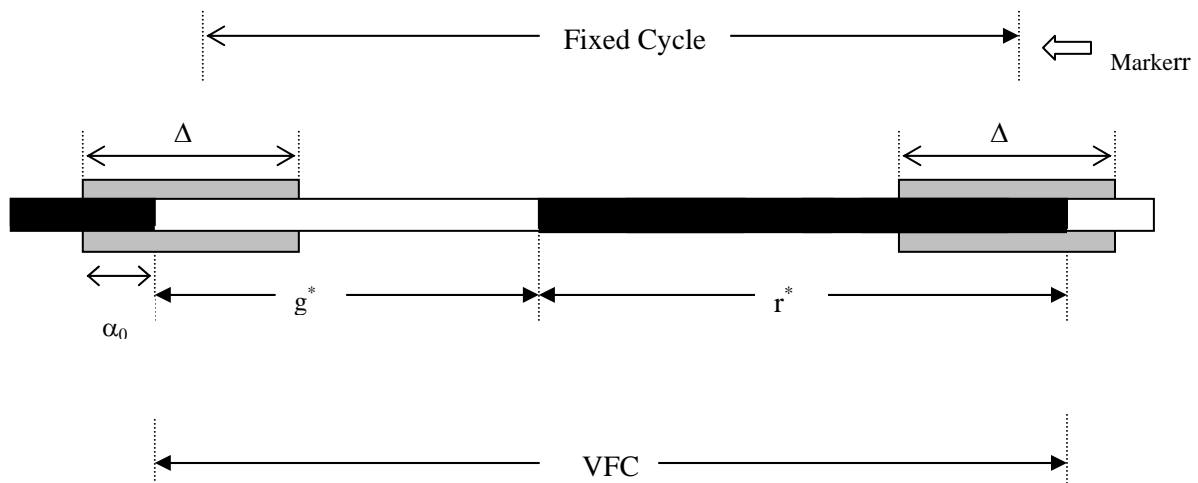 Fixed Cycle
Markerr
Δ
Δ
g*
r*
α₀
VFC